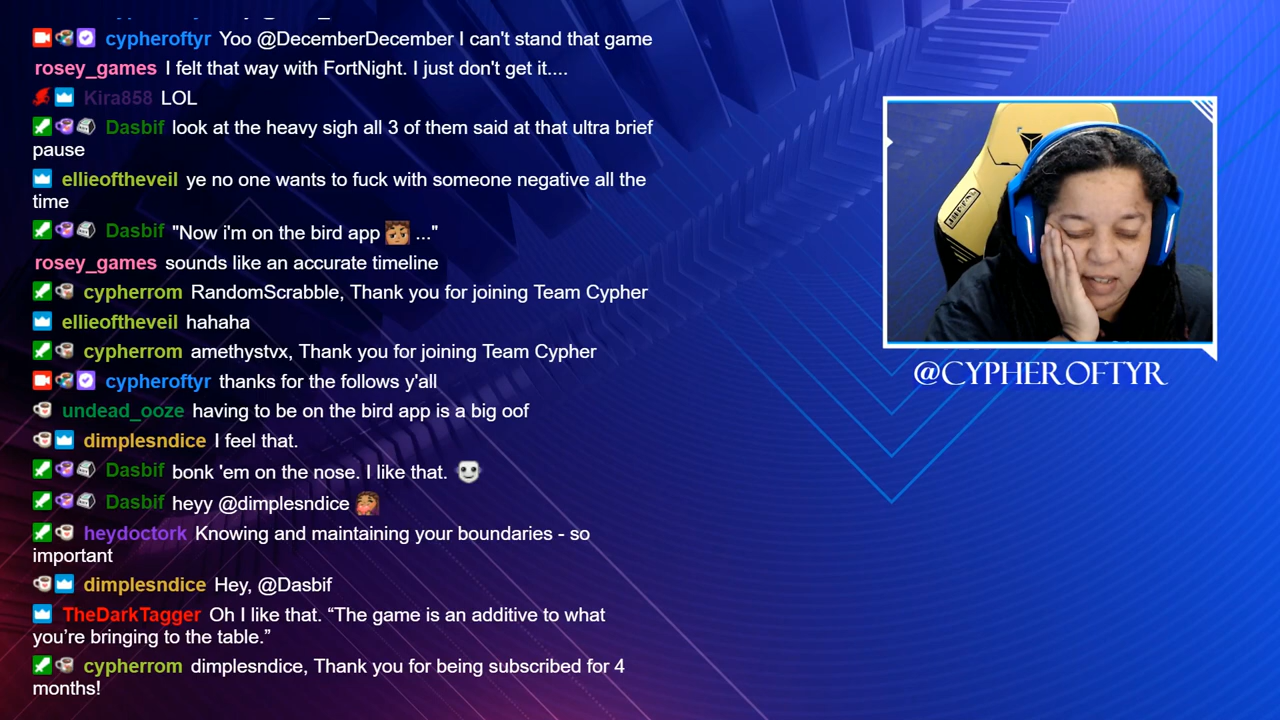 cypheroftyr Yoo @DecemberDecember I can't stand that game
rosey_games I felt that way with FortNight. I just don't get it....
Kira858 LOL
Dasbif look at the heavy sigh all 3 of them said at that ultra brief
pause
ellieoftheveil ye no one wants to fuck with someone negative all the
time
Dasbif "Now i'm on the bird app ..."
rosey_games sounds like an accurate timeline
cypherrom RandomScrabble, Thank you for joining Team Cypher
ellieoftheveil hahaha
cypherrom amethystvx, Thank you for joining Team Cypher
cypheroftyr thanks for the follows y'all
undead_ooze having to be on the bird app is a big oof
dimplesndice I feel that.
Dasbif bonk 'em on the nose. I like that.
Dasbif heyy @dimplesndice
heydoctork Knowing and maintaining your boundaries - so
important
dimplesndice Hey, @Dasbif
TheDarkTagger Oh I like that. “The game is an additive to what
you’re bringing to the table.”
cypherrom dimplesndice, Thank you for being subscribed for 4
months!
@CYPHEROFTYR